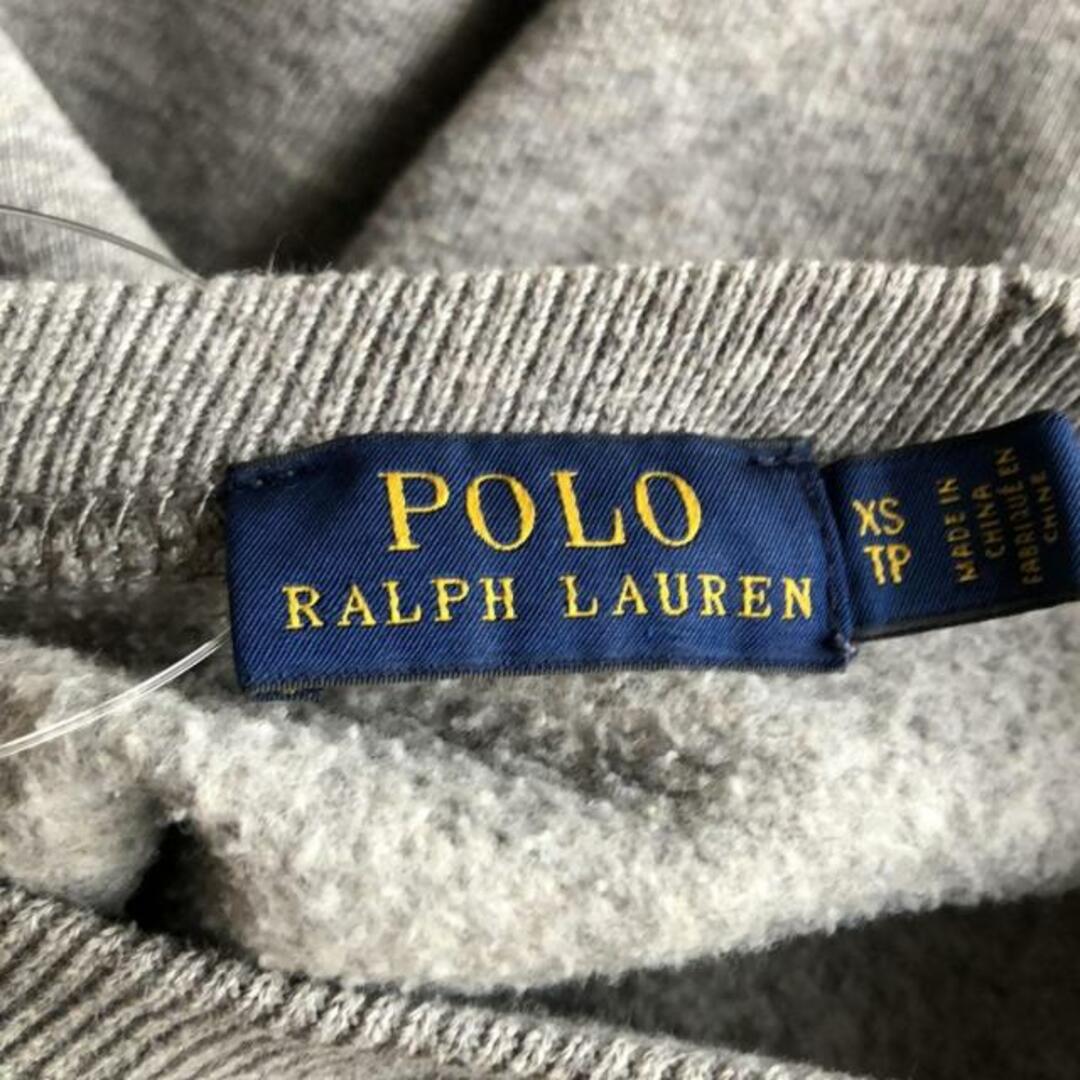 POLO
RALPH LAUREN
XS
TP
MADE IN
CHINA
FABRIQUÉ EN
CHINE